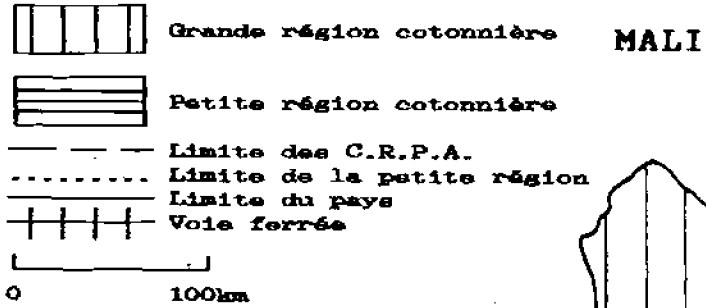 Grande région cotonnière
MALI
Petite région cotonnière
Limite des C.R.P.A.
Limite de la petite région
Limite du pays
Voie ferrée
0 100km